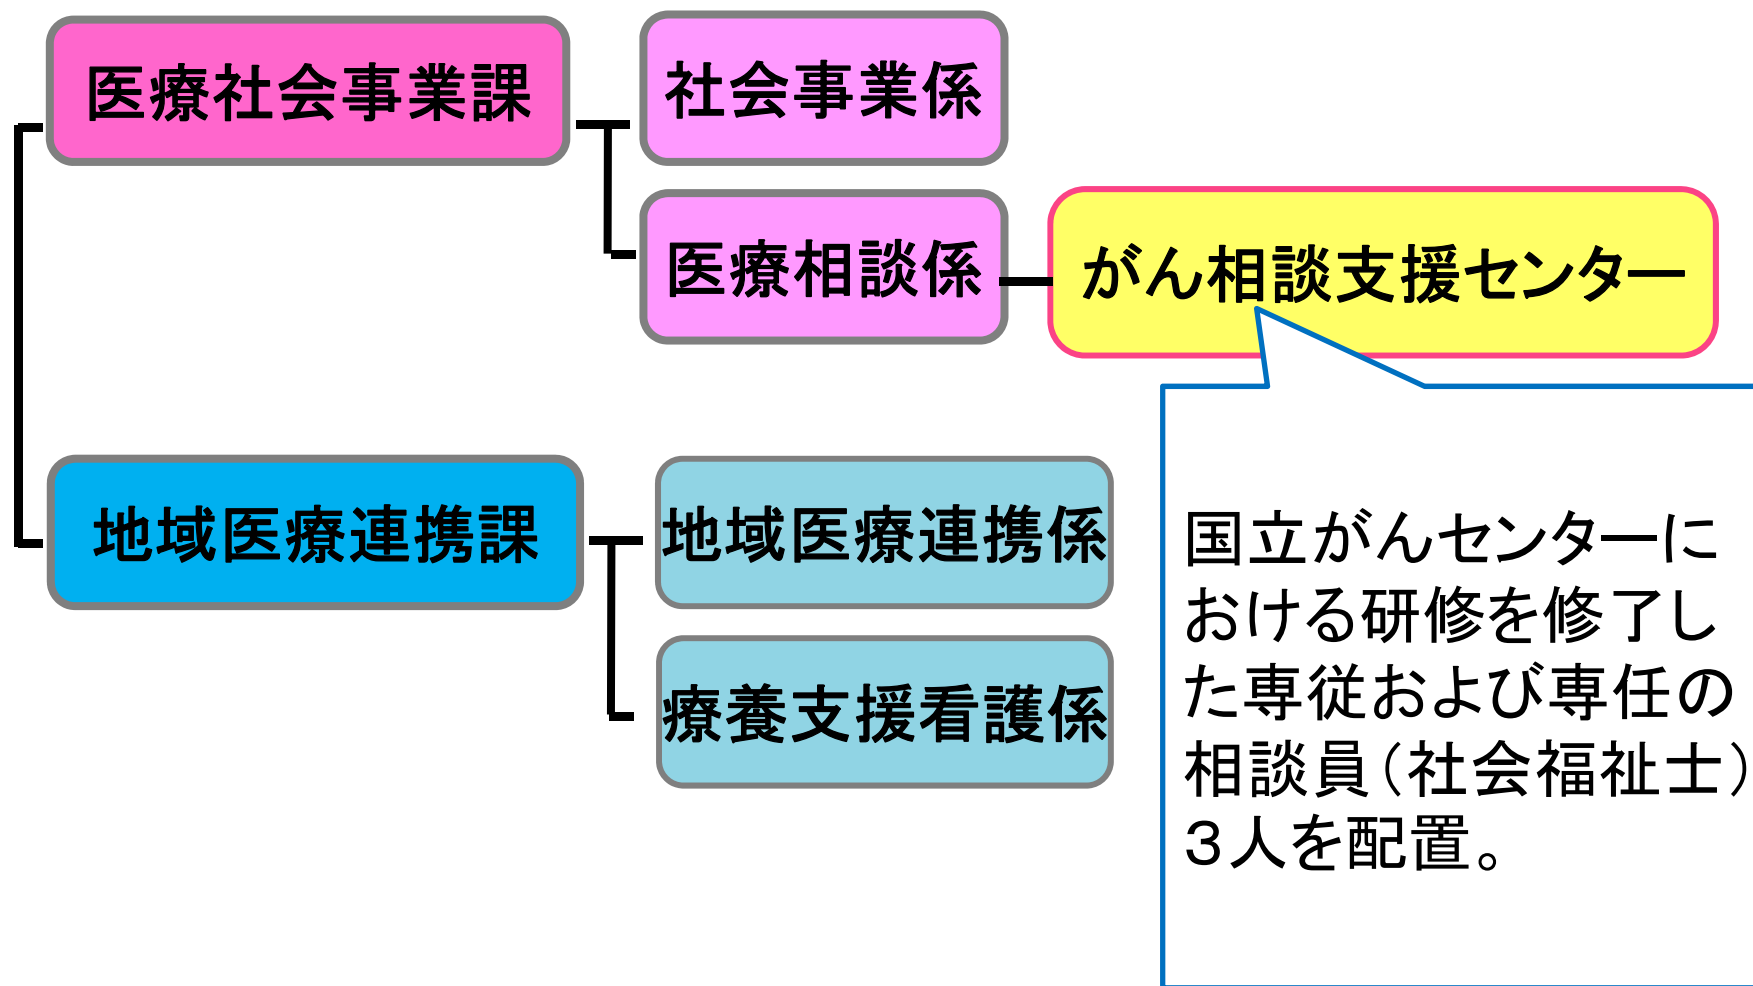 医療社会事業課
社会事業係
医療相談係
がん相談支援センター
地域医療連携課
地域医療連携係
療養支援看護係
国立がんセンターに
おける研修を修了し
た専従および専任の
相談員（社会福祉士）
３人を配置。